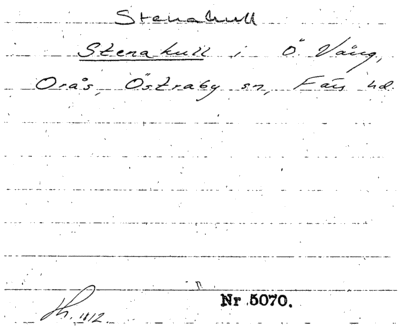 Stenakull
Stenakull i Ö Vång,
Orås, Östraby sn, Färs hd.
Nr 5070.